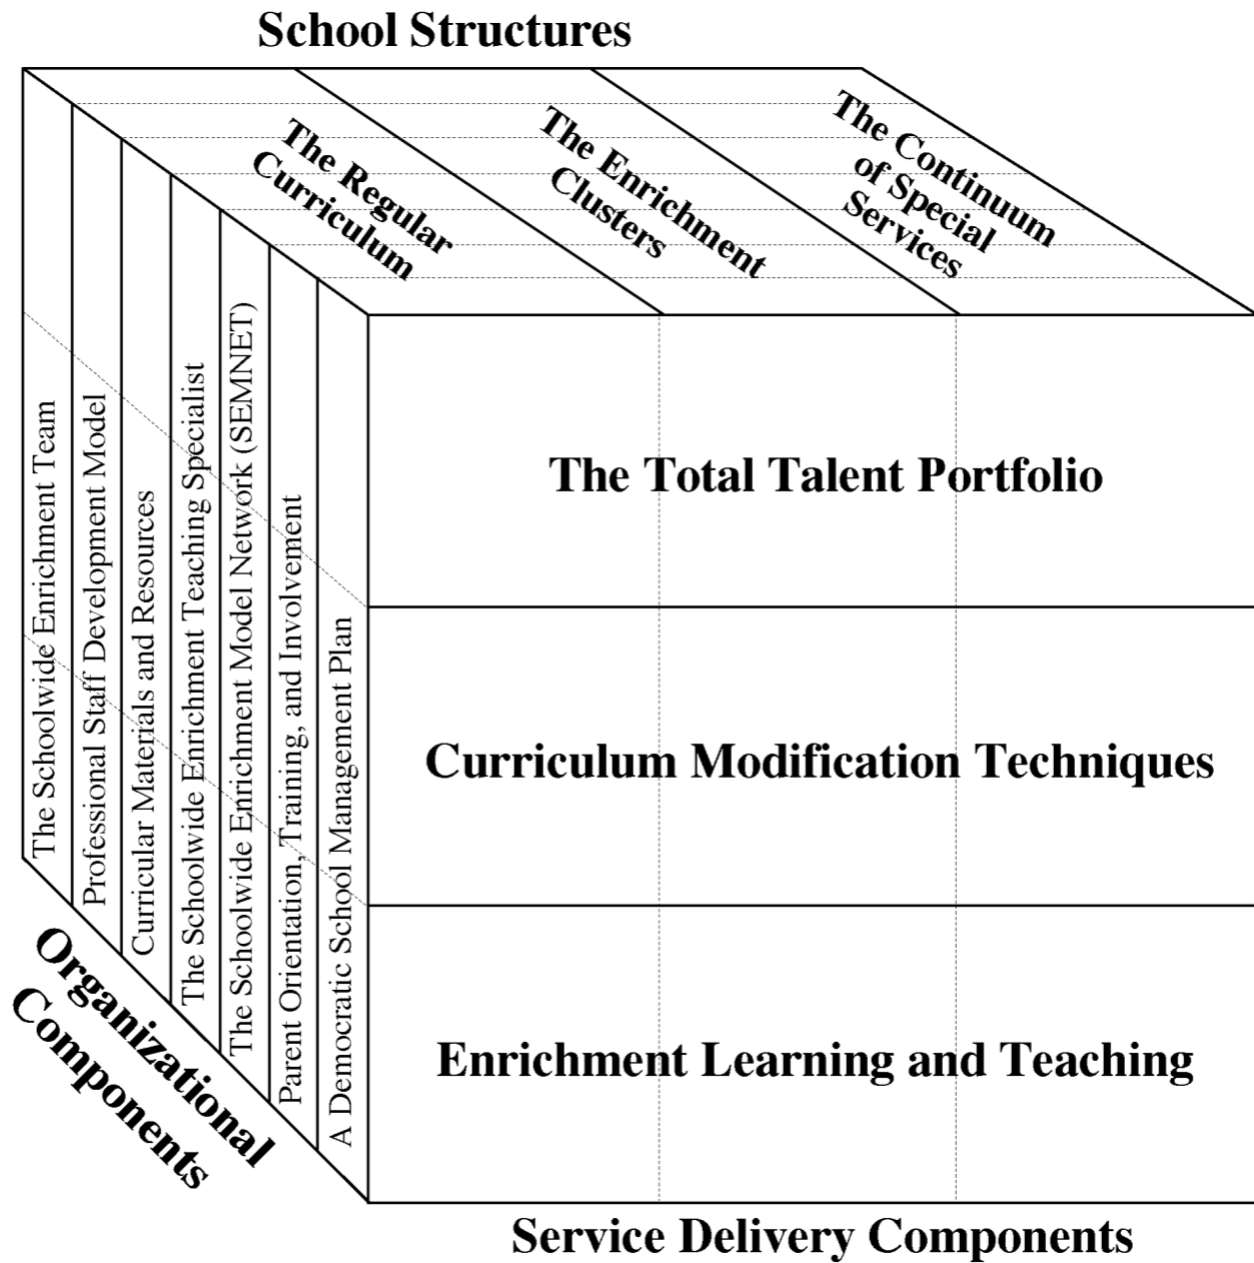 School Structures
The Regular
Curriculum
The Enrichment
Clusters
The Continuum
of Special
Services
The Schoolwide Enrichment Team
Professional Staff Development Model
Curricular Materials and Resources
The Schoolwide Enrichment Teaching Specialist
The Schoolwide Enrichment Model Network (SEMNET)
Parent Orientation, Training, and Involvement
A Democratic School Management Plan
The Total Talent Portfolio
Curriculum Modification Techniques
Enrichment Learning and Teaching
Organizational
Components
Service Delivery Components